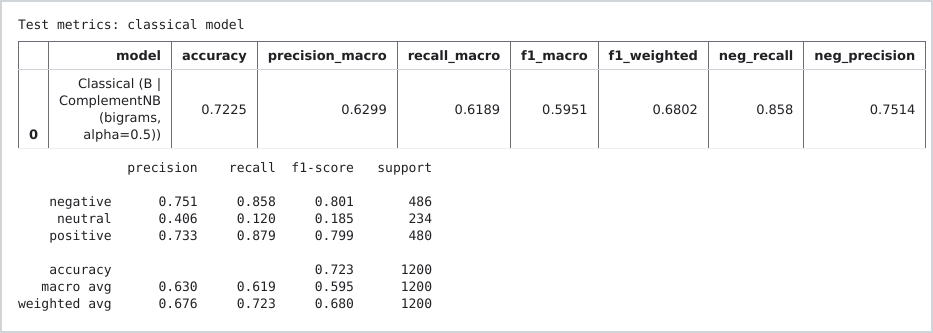 Test metrics: classical model
model accuracy precision_macro recall_macro f1_macro f1_weighted neg_recall neg_precision
Classical (B |
ComplementNB
(bigrams,
0 alpha=0.5)) 0.7225 0.6299 0.6189 0.5951 0.6802 0.858 0.7514
precision recall f1-score support
negative 0.751 0.858 0.801 486
neutral 0.406 0.120 0.185 234
positive 0.733 0.879 0.799 480
accuracy 0.723 1200
macro avg 0.630 0.619 0.595 1200
weighted avg 0.676 0.723 0.680 1200